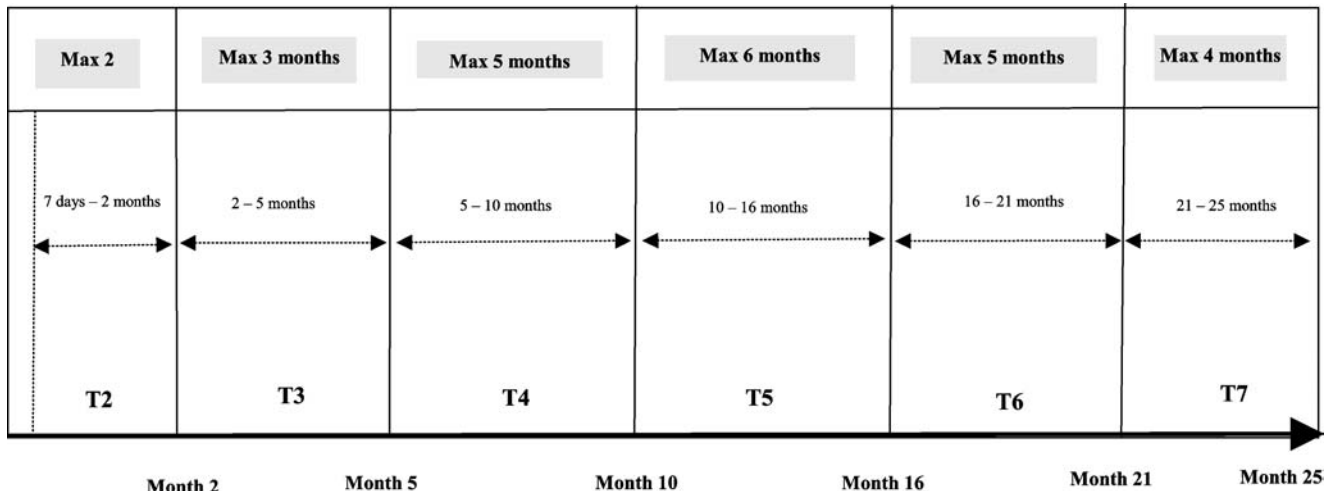 Max 2
Max 3 months
Max 5 months
Max 6 months
Max 5 months
Max 4 months
7 days – 2 months
2 – 5 months
5 – 10 months
10 – 16 months
16 – 21 months
21 – 25 months
T2
T3
T4
T5
T6
T7
Month 2
Month 5
Month 10
Month 16
Month 21
Month 25